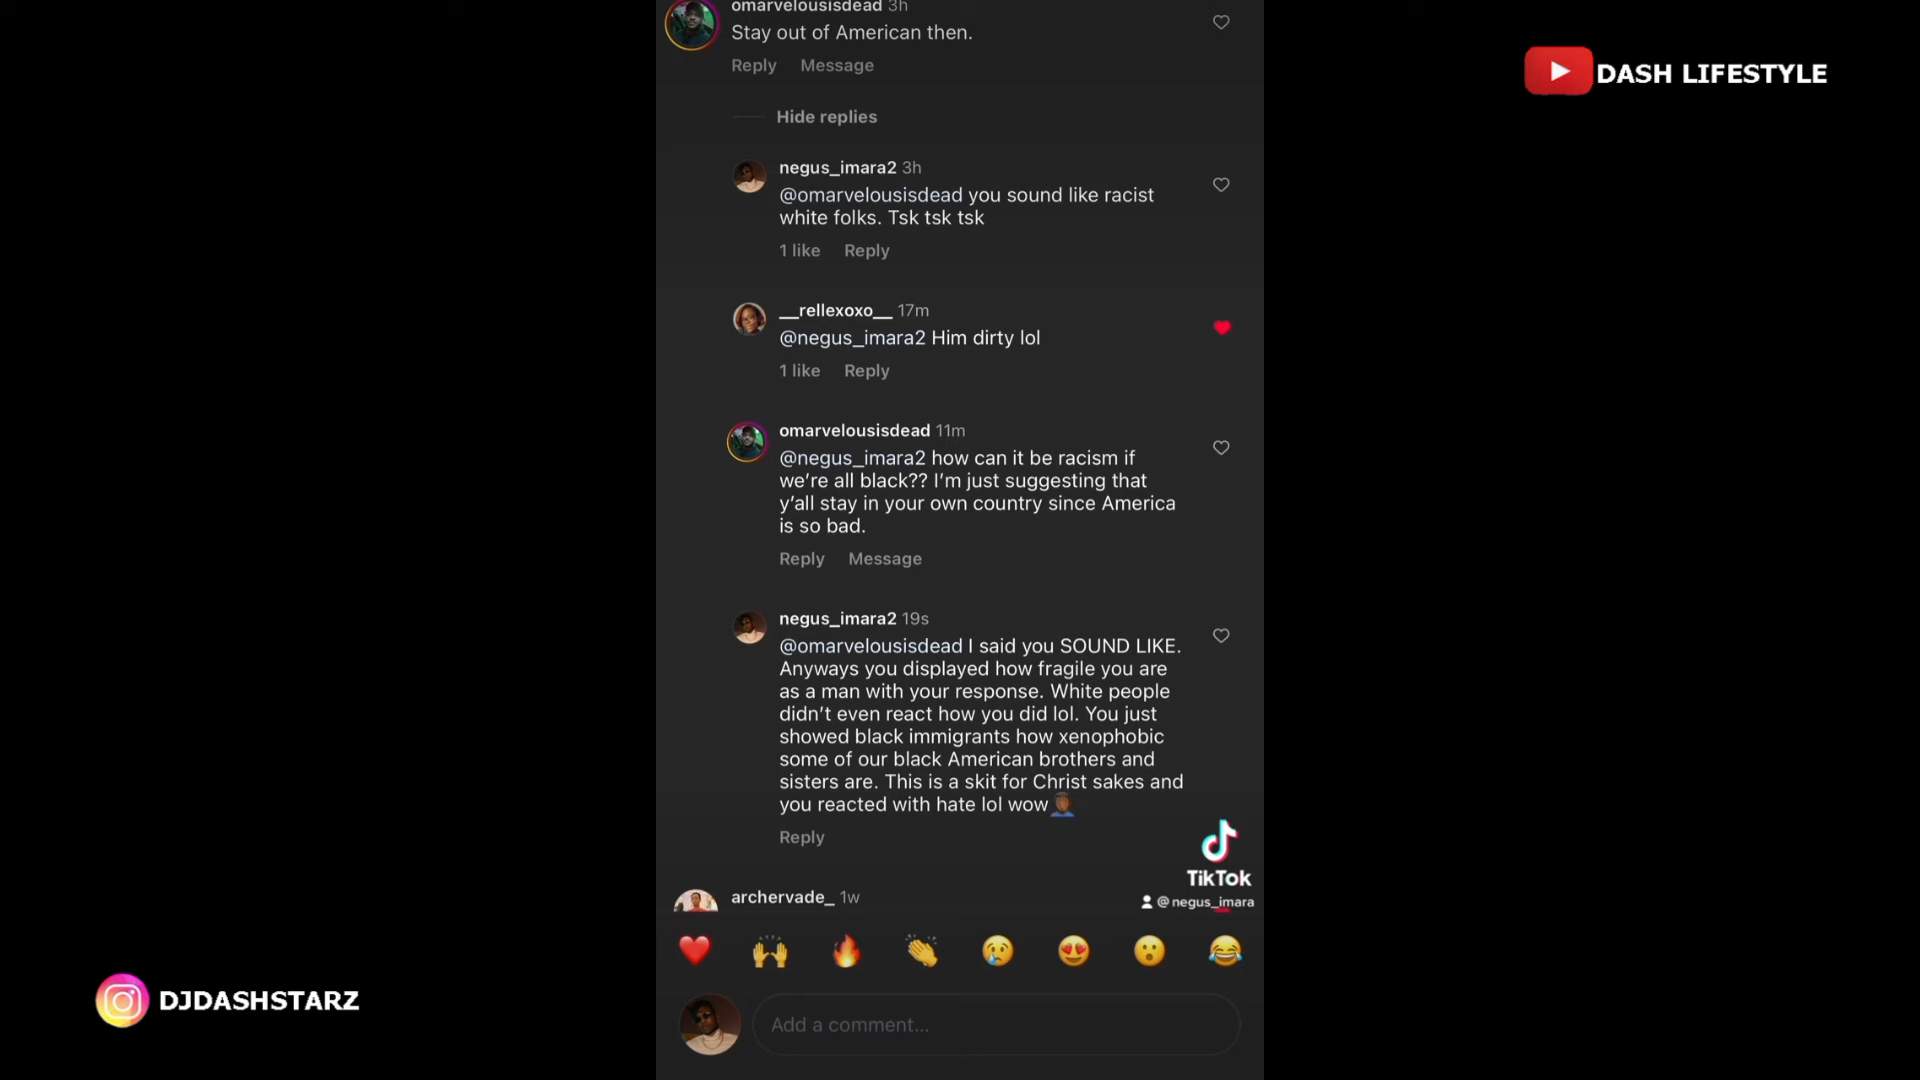 omarvelousisdead 3h
Stay out of American then.
Reply Message
DASH LIFESTYLE
Hide replies
negus_imara2 3h
@omarvelousisdead you sound like racist
white folks. Tsk tsk tsk
1 like Reply
__rellexoxo__ 17m
@negus_imara2 Him dirty lol
1 like Reply
omarvelousisdead 11m
@negus_imara2 how can it be racism if
we’re all black?? I’m just suggesting that
y’all stay in your own country since America
is so bad.
Reply Message
negus_imara2 19s
@omarvelousisdead I said you SOUND LIKE.
Anyways you displayed how fragile you are
as a man with your response. White people
didn’t even react how you did lol. You just
showed black immigrants how xenophobic
some of our black American brothers and
sisters are. This is a skit for Christ sakes and
you reacted with hate lol wow🤦🏾‍♂️
Reply
TikTok
@negus_imara
archervade_ 1w
❤️🙌🔥👏😢😍😮😂
DJDASHSTARZ
Add a comment...